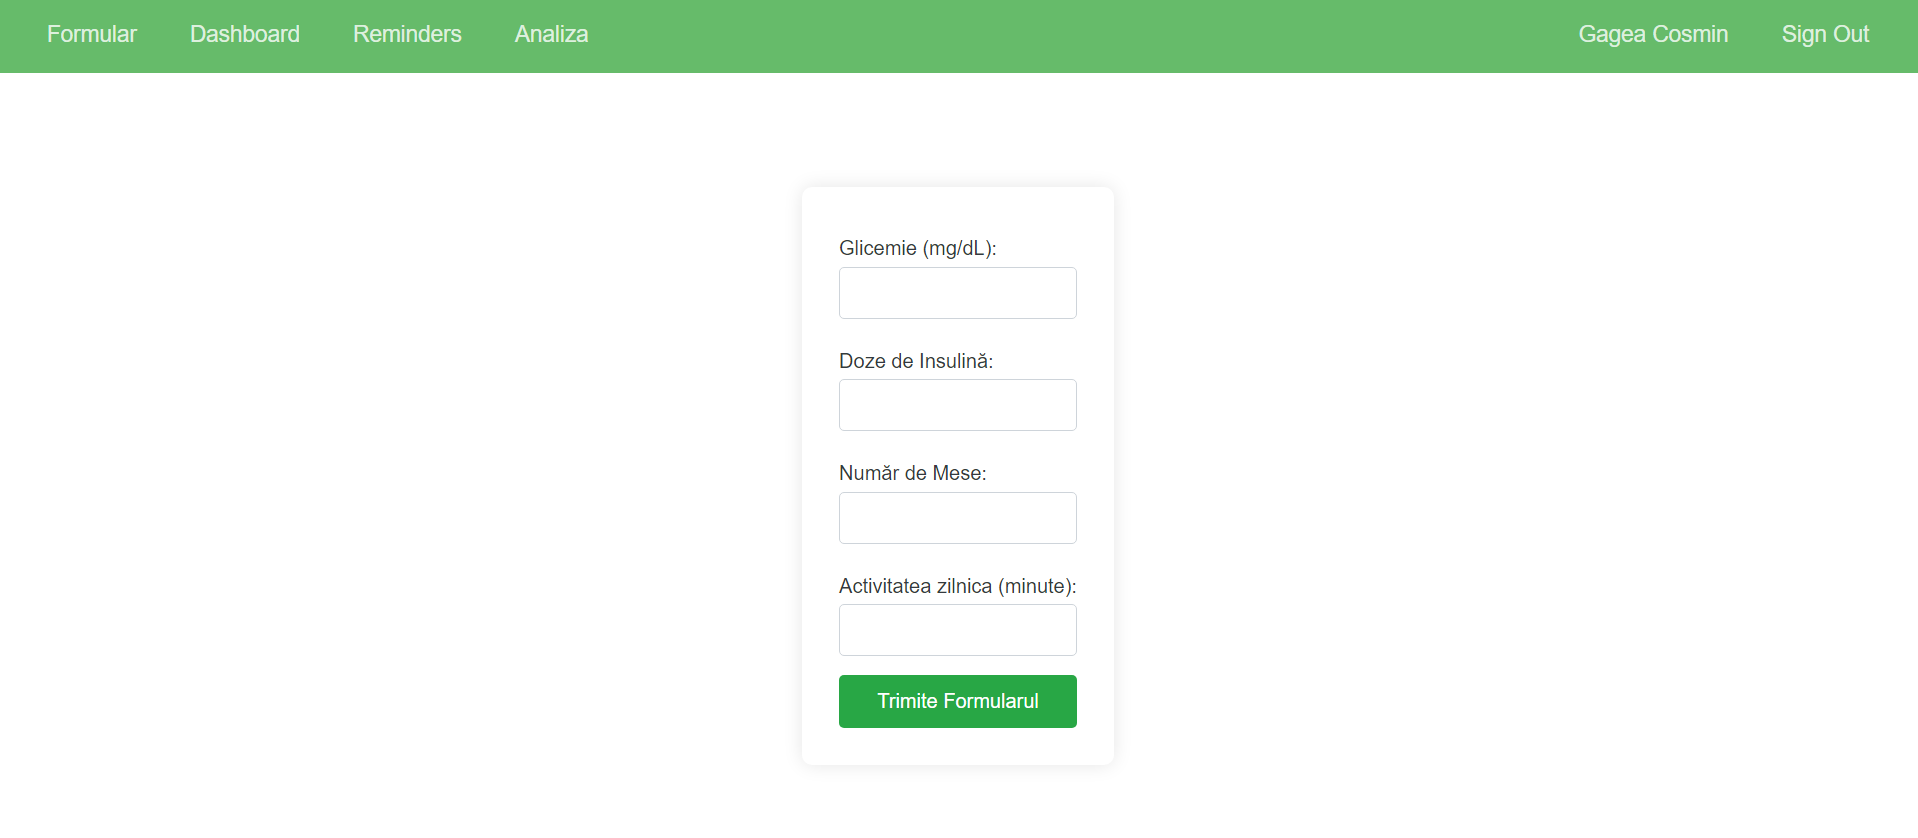 Formular Dashboard Reminders Analiza Gagea Cosmin Sign Out
Glicemie (mg/dL):
Doze de Insulină:
Număr de Mese:
Activitatea zilnica (minute):
Trimite Formularul